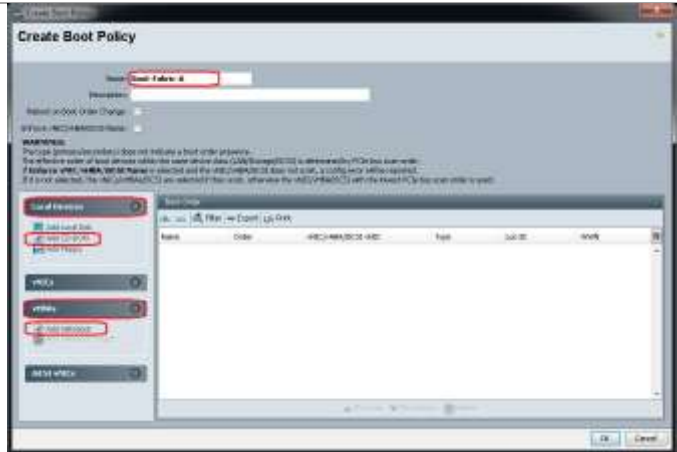 Create Boot Policy
Create Boot Policy
Name: Boot-Fabric-A
Description:
Reboot on Boot Order Change:
Enforce vNIC/vHBA/iSCSI Name:
WARNINGS:
The type (primary/secondary) does not indicate a boot order presence.
The effective order of boot devices within the same device class (LAN/Storage/iSCSI) is determined by PCIe bus scan order.
If Enforce vNIC/vHBA/iSCSI Name is selected and the vNIC/vHBA/iSCSI does not exist, a config error will be reported.
If it is not selected, the vNICs/vHBAs/iSCSI are selected if they exist, otherwise the vNIC/vHBA/iSCSI with the lowest PCIe bus scan order is used.
Local Devices
Add Local Disk
Add CD-ROM
Add Floppy
vNICs
vHBAs
Add SAN Boot
iSCSI vNICs
Boot Order
Filter Export Print
Name Order vNIC/vHBA/iSCSI vNIC Type Lun ID WWN
OK Cancel